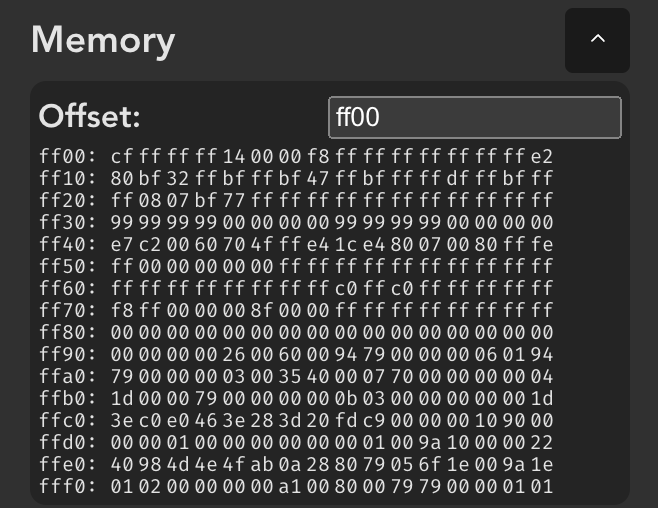 Memory
Offset:
ff00
ff00: cf ff ff ff 14 00 00 f8 ff ff ff ff ff ff ff e2
ff10: 80 bf 32 ff bf ff bf 47 ff bf ff ff df ff bf ff
ff20: ff 08 07 bf 77 ff ff ff ff ff ff ff ff ff ff ff
ff30: 99 99 99 99 00 00 00 00 99 99 99 99 00 00 00 00
ff40: e7 c2 00 60 70 4f ff e4 1c e4 80 07 00 80 ff fe
ff50: ff 00 00 00 00 00 ff ff ff ff ff ff ff ff ff ff
ff60: ff ff ff ff ff ff ff ff c0 ff c0 ff ff ff ff ff
ff70: f8 ff 00 00 00 8f 00 00 ff ff ff ff ff ff ff ff
ff80: 00 00 00 00 00 00 00 00 00 00 00 00 00 00 00 00
ff90: 00 00 00 00 26 00 60 00 94 79 00 00 00 06 01 94
ffa0: 79 00 00 00 03 00 35 40 00 07 70 00 00 00 00 04
ffb0: 1d 00 00 79 00 00 00 00 0b 03 00 00 00 00 00 1d
ffc0: 3e c0 e0 46 3e 28 3d 20 fd c9 00 00 00 10 90 00
ffd0: 00 00 01 00 00 00 00 00 00 01 00 9a 10 00 00 22
ffe0: 40 98 4d 4e 4f ab 0a 28 80 79 05 6f 1e 00 9a 1e
fff0: 01 02 00 00 00 00 a1 00 80 00 79 79 00 00 01 01